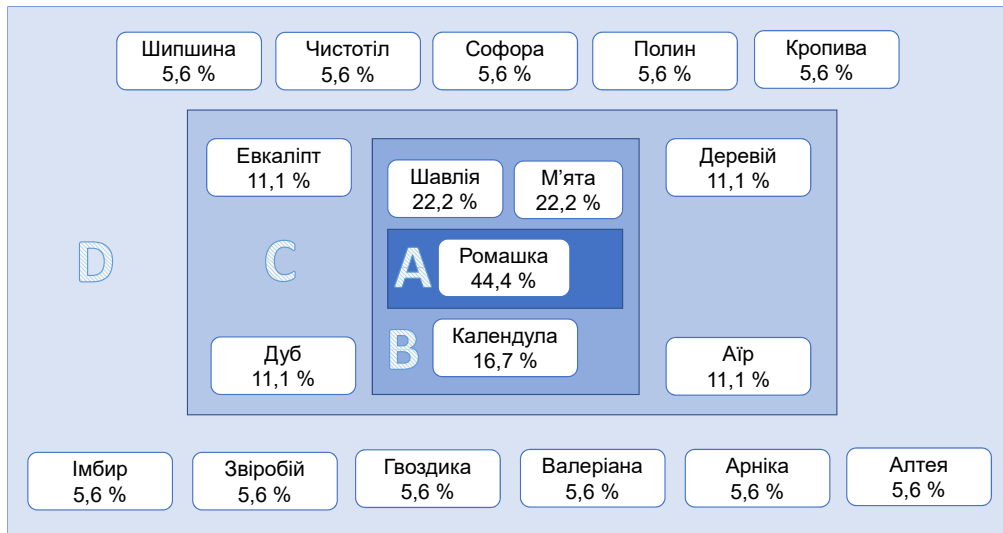 Шипшина
5,6 %
Чистотіл
5,6 %
Софора
5,6 %
Полин
5,6 %
Кропива
5,6 %
Евкаліпт
11,1 %
Шавлія
22,2 %
М’ята
22,2 %
Деревій
11,1 %
D
C
A
Ромашка
44,4 %
B
Календула
16,7 %
Дуб
11,1 %
Аїр
11,1 %
Імбир
5,6 %
Звіробій
5,6 %
Гвоздика
5,6 %
Валеріана
5,6 %
Арніка
5,6 %
Алтея
5,6 %